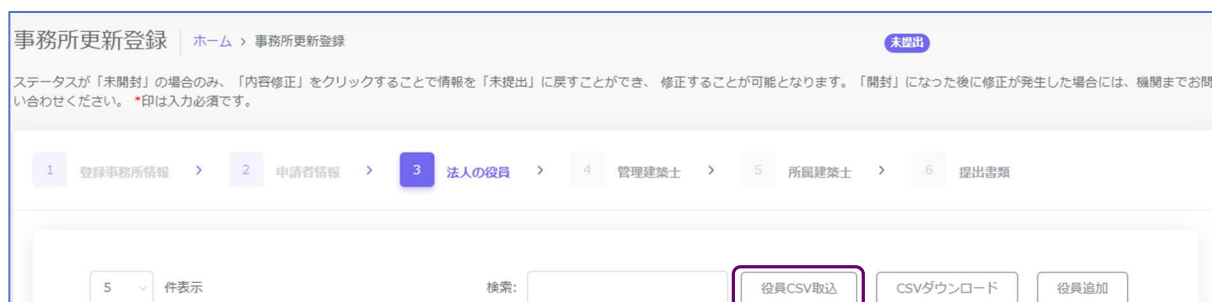 事務所更新登録 ホーム > 事務所更新登録 未提出
ステータスが「未開封」の場合のみ、「内容修正」をクリックすることで情報を「未提出」に戻すことができ、 修正することが可能となります。「開封」になった後に修正が発生した場合には、機関までお問
い合わせください。 *印は入力必須です。
1 登録事務所情報 > 2 申請者情報 > 3 法人の役員 > 4 管理建築士 > 5 所属建築士 > 6 提出書類
5 件表示 検索: 役員CSV取込 CSVダウンロード 役員追加